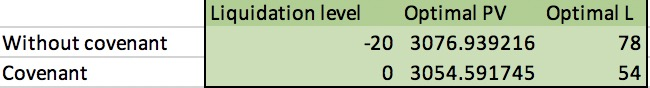 Liquidation level Optimal PV Optimal L
Without covenant -20 3076.939216 78
Covenant 0 3054.591745 54